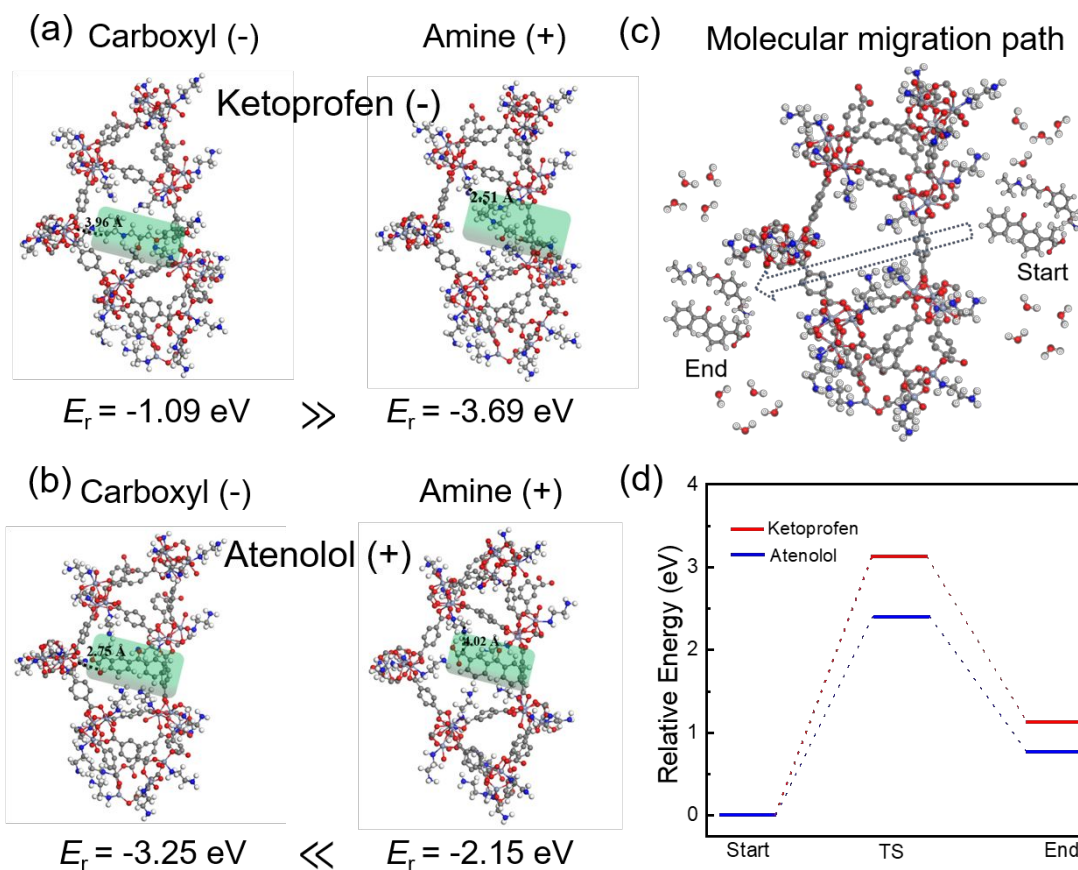 (a)
Carboxyl (-)
Amine (+)
Ketoprofen (-)
3.96 Å
2.51 Å
Er = -1.09 eV ≫ Er = -3.69 eV
(b)
Carboxyl (-)
Amine (+)
Atenolol (+)
2.75 Å
4.02 Å
Er = -3.25 eV ≪ Er = -2.15 eV
(c)
Molecular migration path
Start
End
(d)
Ketoprofen
Atenolol
Relative Energy (eV)
4
3
2
1
0
Start
TS
End